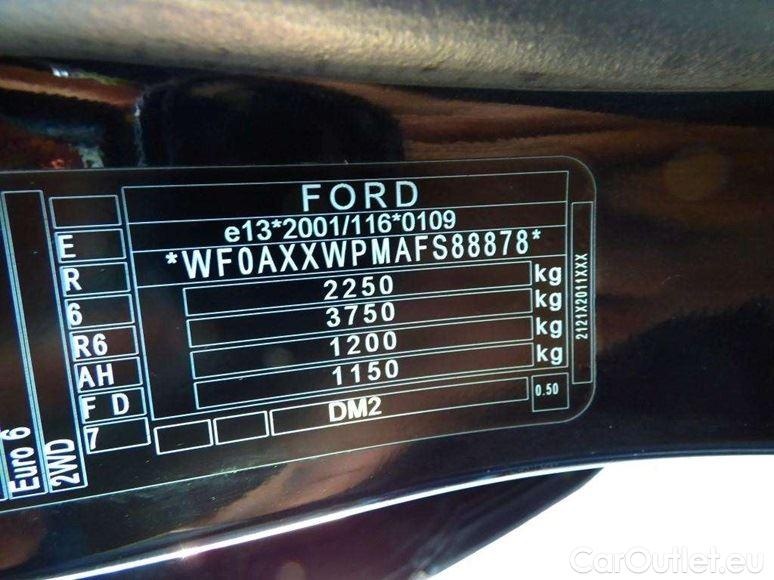 FORD
e13*2001/116*0109
*WF0AXXWPMAFS88878*
2250 kg
3750 kg
1200 kg
1150 kg
DM2
0.50
2121X2011XXX
E
R
6
R6
AH
F D
7
2WD
Euro 6
CarOutlet.eu